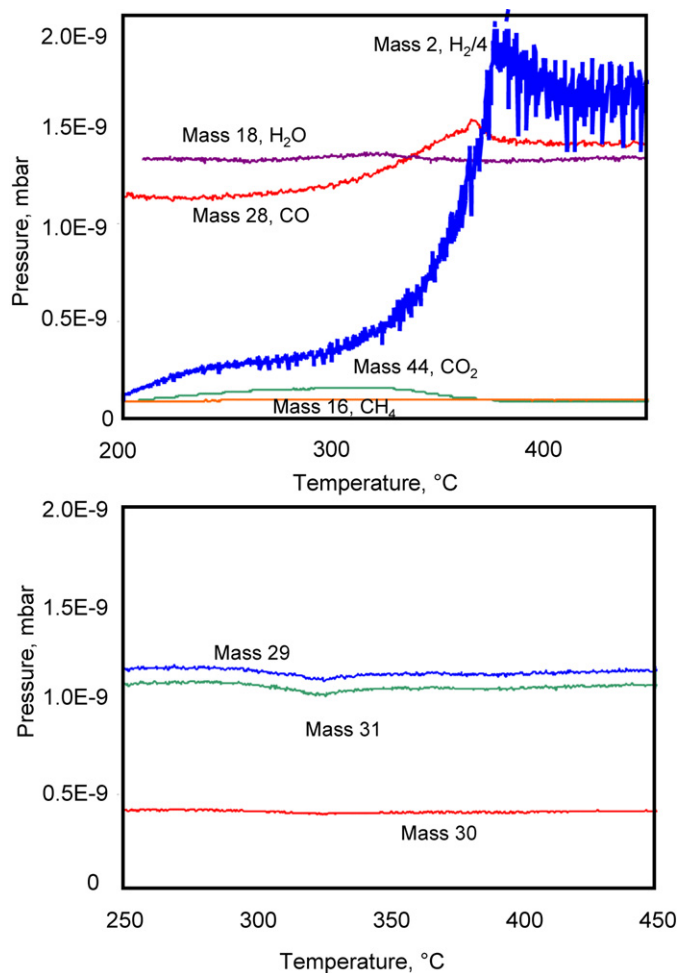 2.0E-9
Mass 2, H₂/4
1.5E-9
Mass 18, H₂O
Pressure, mbar
1.0E-9
Mass 28, CO
0.5E-9
Mass 44, CO₂
Mass 16, CH₄
0
200
300
400
Temperature, °C
2.0E-9
1.5E-9
Pressure, mbar
Mass 29
1.0E-9
Mass 31
0.5E-9
Mass 30
0
250
300
350
400
450
Temperature, °C